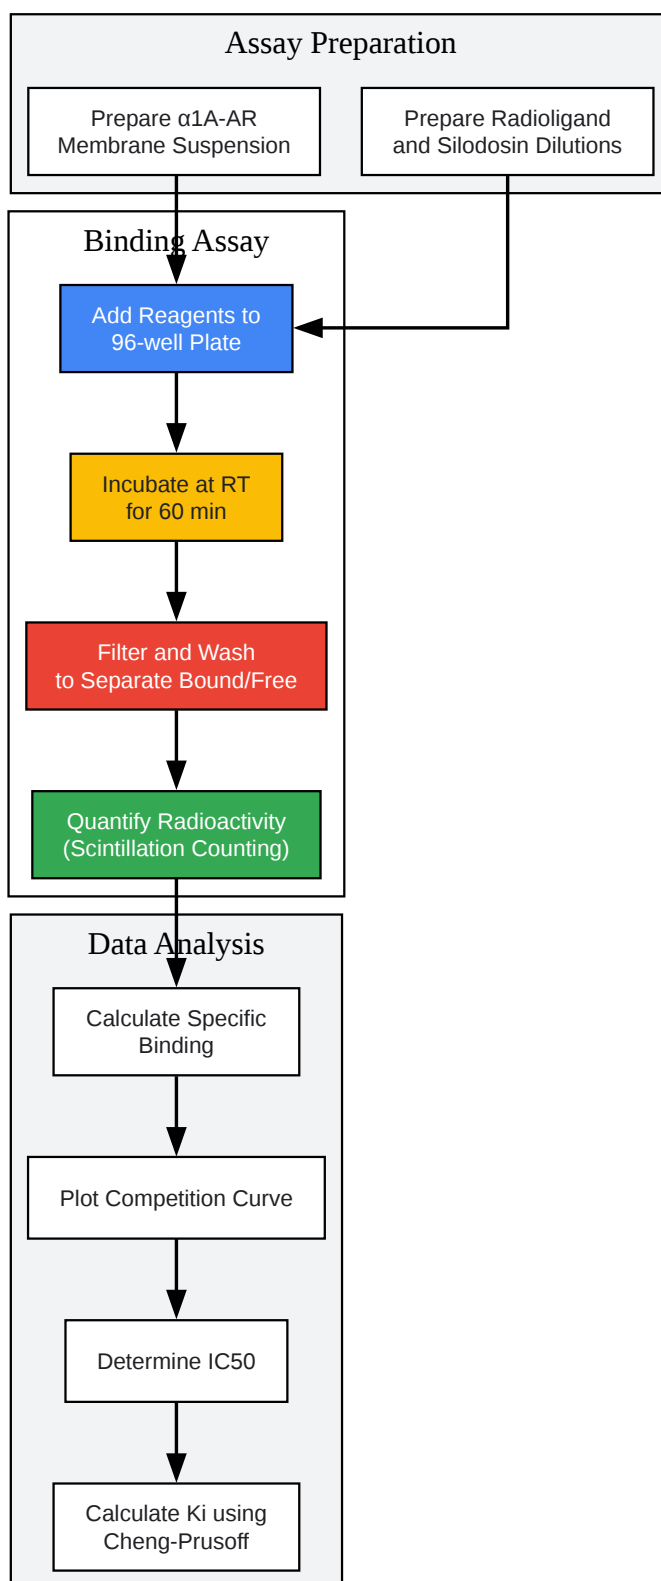 Assay Preparation
Prepare α1A-AR
Membrane Suspension
Prepare Radioligand
and Silodosin Dilutions
Binding Assay
Add Reagents to
96-well Plate
Incubate at RT
for 60 min
Filter and Wash
to Separate Bound/Free
Quantify Radioactivity
(Scintillation Counting)
Data Analysis
Calculate Specific
Binding
Plot Competition Curve
Determine IC50
Calculate Ki using
Cheng-Prusoff